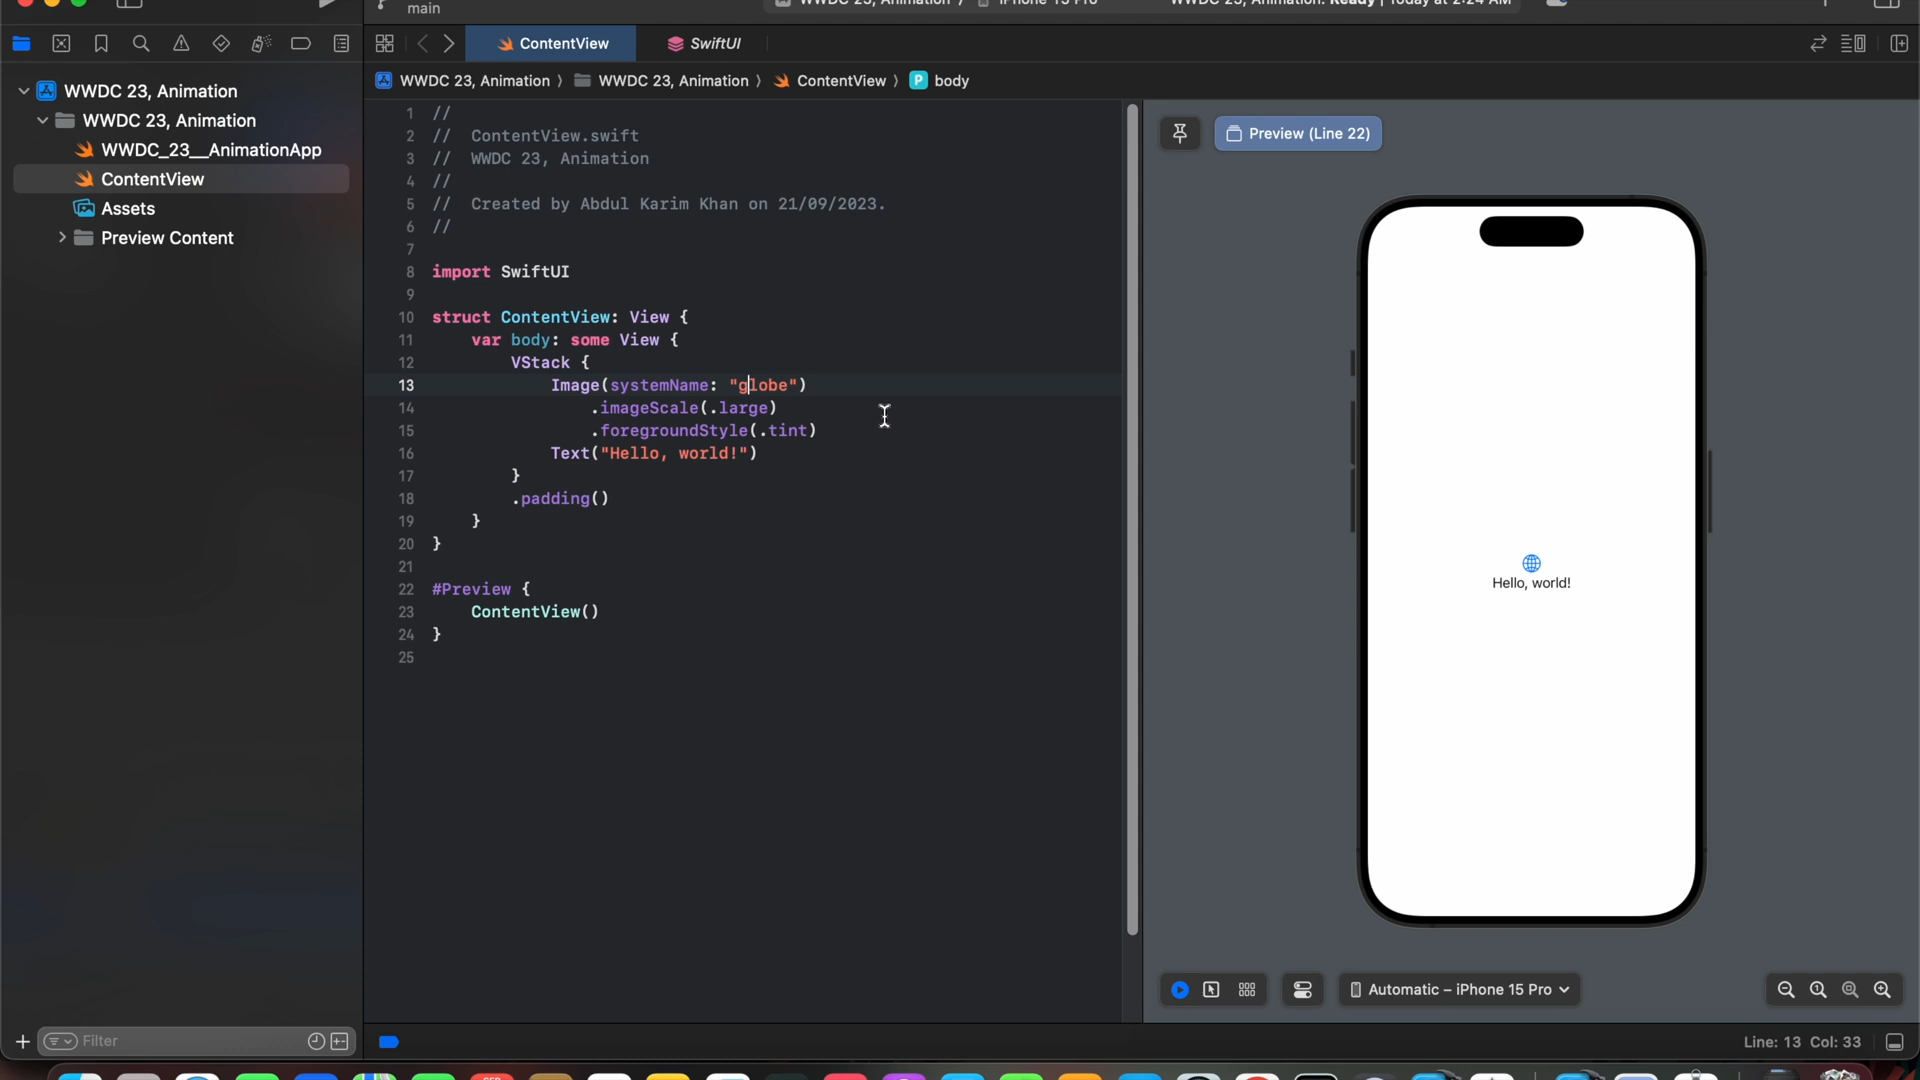 main
ContentView
SwiftUI
WWDC 23, Animation
WWDC 23, Animation
ContentView
body
WWDC 23, Animation
WWDC 23, Animation
WWDC_23__AnimationApp
ContentView
Assets
Preview Content
1 //
2 // ContentView.swift
3 // WWDC 23, Animation
4 //
5 // Created by Abdul Karim Khan on 21/09/2023.
6 //
7
8 import SwiftUI
9
10 struct ContentView: View {
11 var body: some View {
12 VStack {
13 Image(systemName: "globe")
14 .imageScale(.large)
15 .foregroundStyle(.tint)
16 Text("Hello, world!")
17 }
18 .padding()
19 }
20 }
21
22 #Preview {
23 ContentView()
24 }
25
Preview (Line 22)
Hello, world!
Automatic – iPhone 15 Pro
Filter
Line: 13 Col: 33